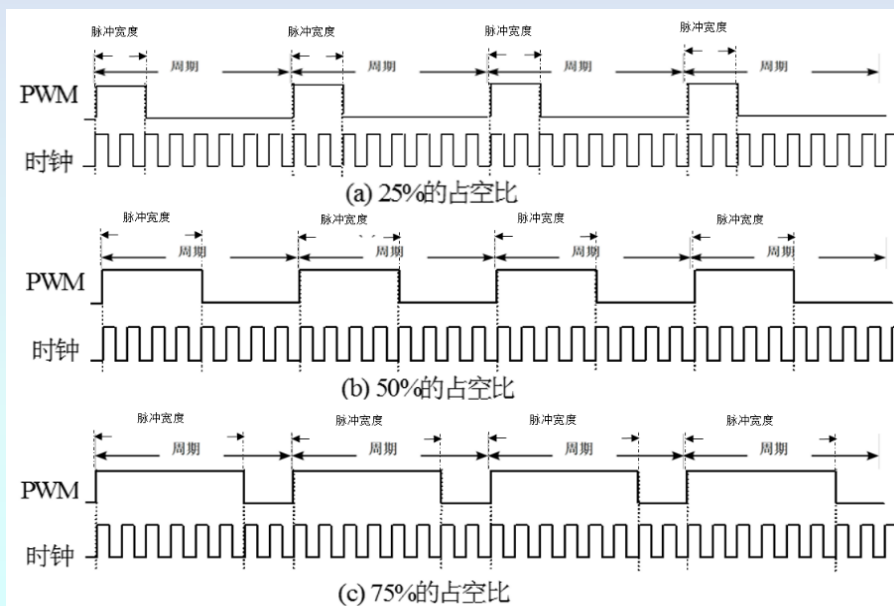 脉冲宽度 脉冲宽度 脉冲宽度 脉冲宽度
周期 周期 周期 周期
PWM
时钟
(a) 25%的占空比
脉冲宽度 脉冲宽度 脉冲宽度 脉冲宽度
周期 周期 周期 周期
PWM
时钟
(b) 50%的占空比
脉冲宽度 脉冲宽度 脉冲宽度 脉冲宽度
周期 周期 周期 周期
PWM
时钟
(c) 75%的占空比